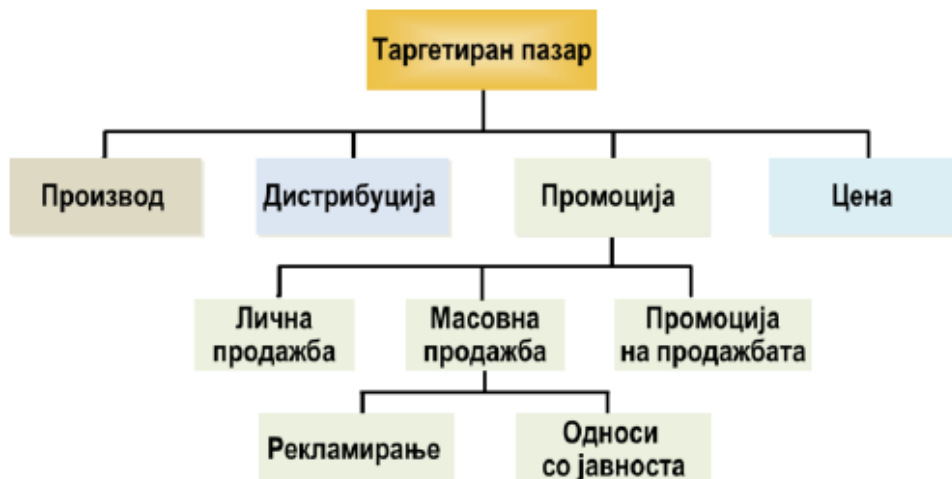 Таргетиран пазар
Производ
Дистрибуција
Промоција
Цена
Лична
продажба
Масовна
продажба
Промоција
на продажбата
Рекламирање
Односи
со јавноста